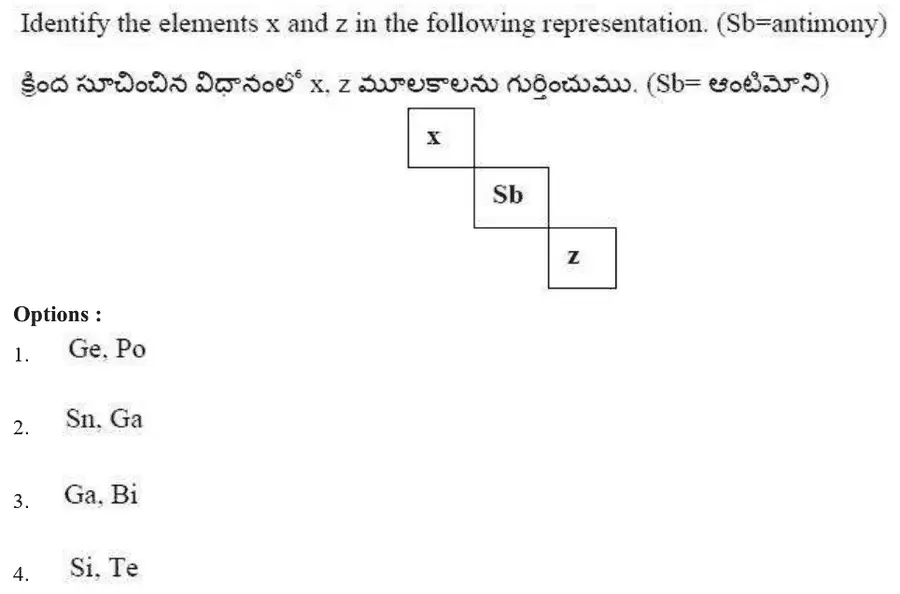 Identify the elements x and z in the following representation. (Sb=antimony)
క్రింద సూచించిన విధానంలో x, z మూలకాలను గుర్తించుము. (Sb= ఆంటిమోని)
x
Sb
z
Options :
1. Ge, Po
2. Sn, Ga
3. Ga, Bi
4. Si, Te